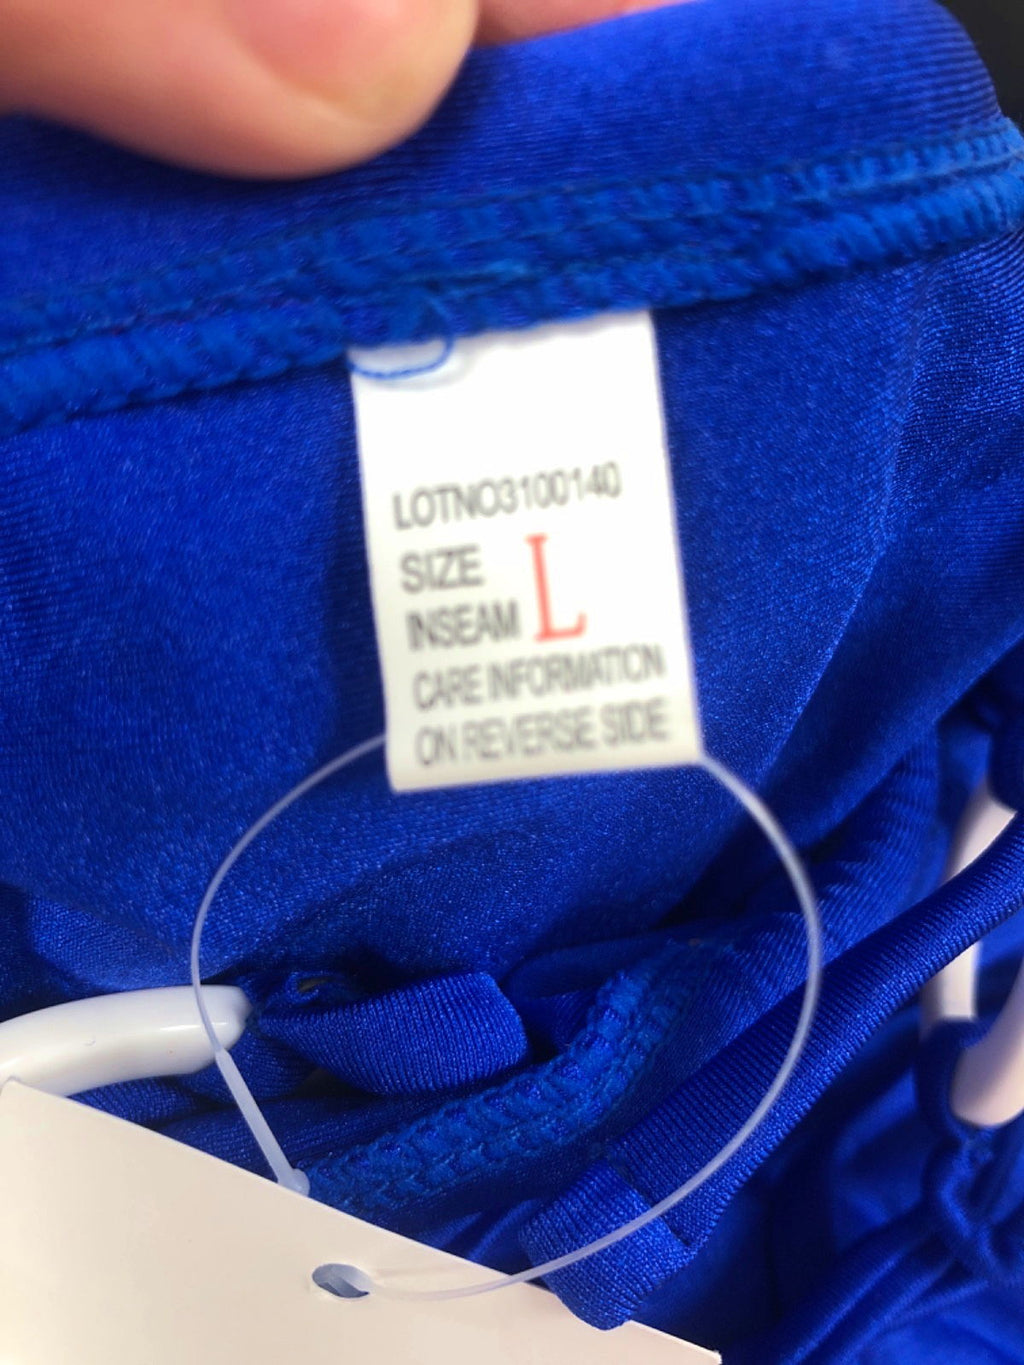 LOTNO3100140
SIZE L
INSEAM
CARE INFORMATION
ON REVERSE SIDE